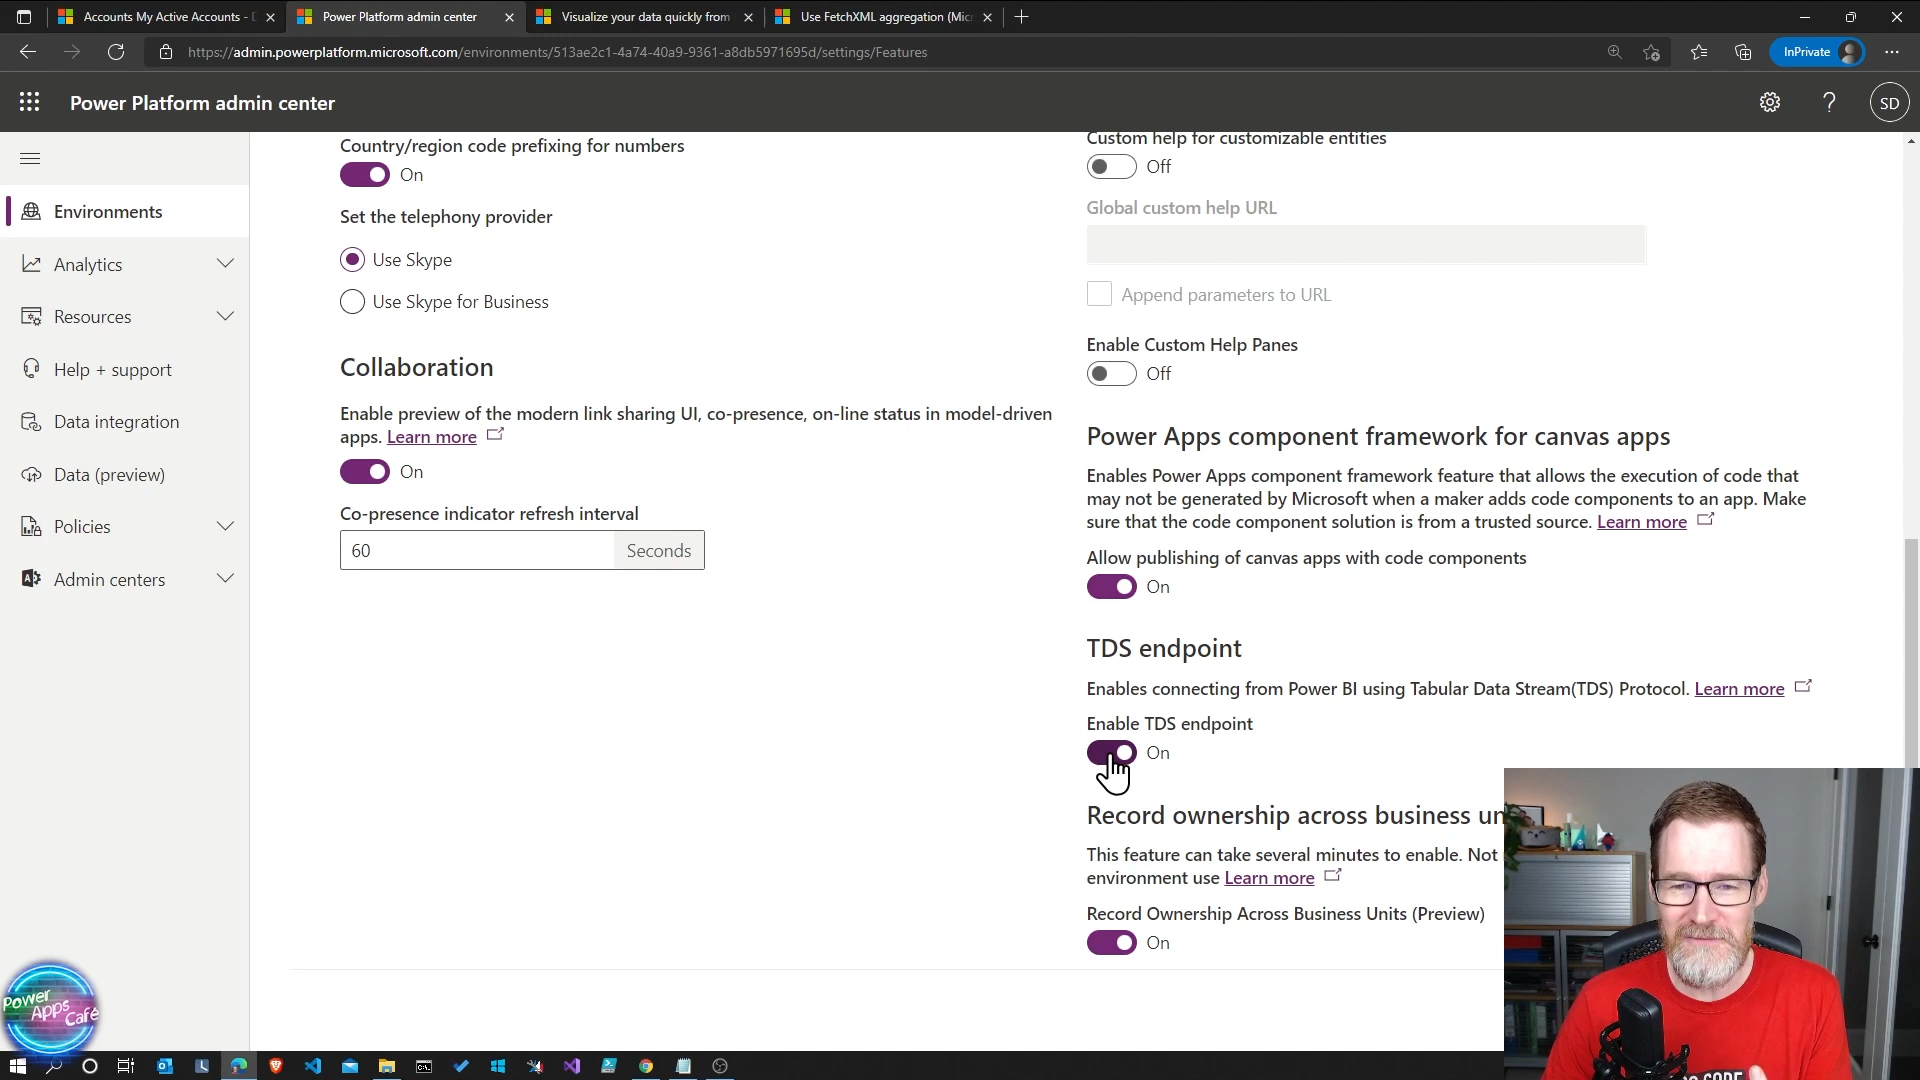 Accounts My Active Accounts -
Power Platform admin center
Visualize your data quickly from
Use FetchXML aggregation (Micr
https://admin.powerplatform.microsoft.com/environments/513ae2c1-4a74-40a9-9361-a8db5971695d/settings/Features
InPrivate
Power Platform admin center
SD
Environments
Analytics
Resources
Help + support
Data integration
Data (preview)
Policies
Admin centers
Country/region code prefixing for numbers
On
Set the telephony provider
Use Skype
Use Skype for Business
Collaboration
Enable preview of the modern link sharing UI, co-presence, on-line status in model-driven
apps. Learn more
On
Co-presence indicator refresh interval
60 Seconds
Custom help for customizable entities
Off
Global custom help URL
Append parameters to URL
Enable Custom Help Panes
Off
Power Apps component framework for canvas apps
Enables Power Apps component framework feature that allows the execution of code that
may not be generated by Microsoft when a maker adds code components to an app. Make
sure that the code component solution is from a trusted source. Learn more
Allow publishing of canvas apps with code components
On
TDS endpoint
Enables connecting from Power BI using Tabular Data Stream(TDS) Protocol. Learn more
Enable TDS endpoint
On
Record ownership across business un
This feature can take several minutes to enable. Not
environment use Learn more
Record Ownership Across Business Units (Preview)
On
Power
Apps
Café
CODE